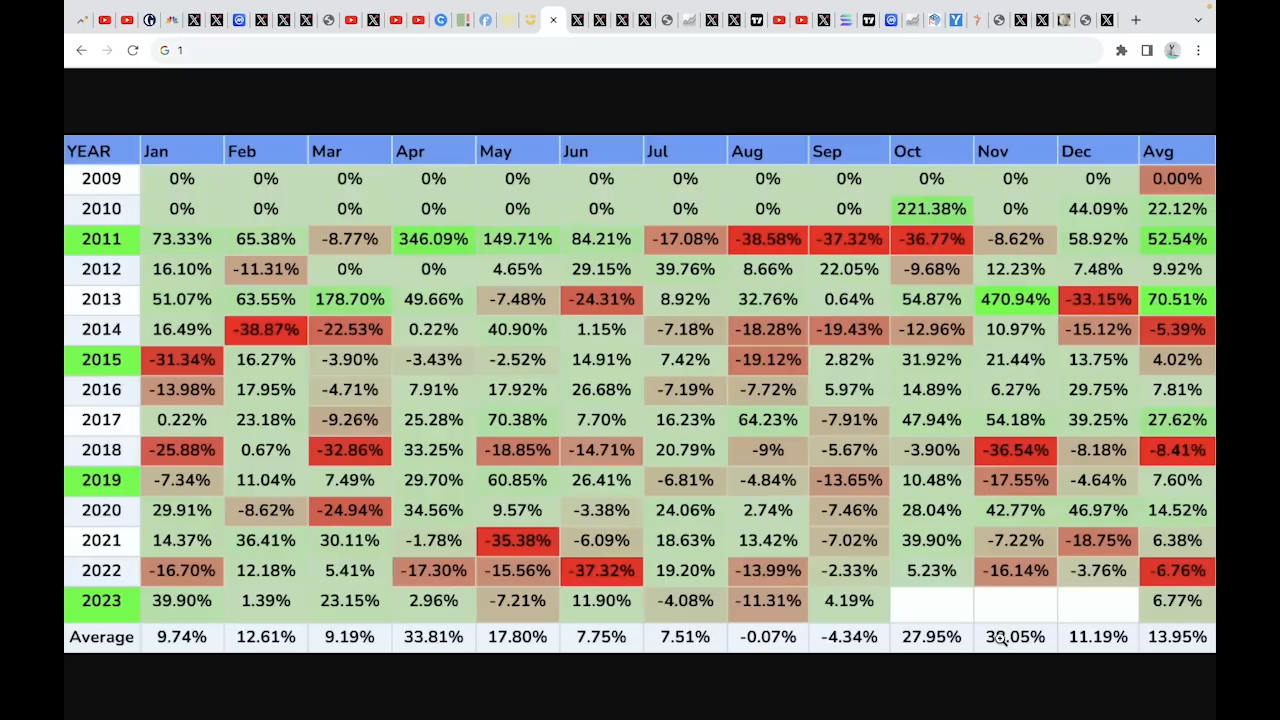 1
YEAR Jan Feb Mar Apr May Jun Jul Aug Sep Oct Nov Dec Avg
2009 0% 0% 0% 0% 0% 0% 0% 0% 0% 0% 0% 0% 0.00%
2010 0% 0% 0% 0% 0% 0% 0% 0% 0% 221.38% 0% 44.09% 22.12%
2011 73.33% 65.38% -8.77% 346.09% 149.71% 84.21% -17.08% -38.58% -37.32% -36.77% -8.62% 58.92% 52.54%
2012 16.10% -11.31% 0% 0% 4.65% 29.15% 39.76% 8.66% 22.05% -9.68% 12.23% 7.48% 9.92%
2013 51.07% 63.55% 178.70% 49.66% -7.48% -24.31% 8.92% 32.76% 0.64% 54.87% 470.94% -33.15% 70.51%
2014 16.49% -38.87% -22.53% 0.22% 40.90% 1.15% -7.18% -18.28% -19.43% -12.96% 10.97% -15.12% -5.39%
2015 -31.34% 16.27% -3.90% -3.43% -2.52% 14.91% 7.42% -19.12% 2.82% 31.92% 21.44% 13.75% 4.02%
2016 -13.98% 17.95% -4.71% 7.91% 17.92% 26.68% -7.19% -7.72% 5.97% 14.89% 6.27% 29.75% 7.81%
2017 0.22% 23.18% -9.26% 25.28% 70.38% 7.70% 16.23% 64.23% -7.91% 47.94% 54.18% 39.25% 27.62%
2018 -25.88% 0.67% -32.86% 33.25% -18.85% -14.71% 20.79% -9% -5.67% -3.90% -36.54% -8.18% -8.41%
2019 -7.34% 11.04% 7.49% 29.70% 60.85% 26.41% -6.81% -4.84% -13.65% 10.48% -17.55% -4.64% 7.60%
2020 29.91% -8.62% -24.94% 34.56% 9.57% -3.38% 24.06% 2.74% -7.46% 28.04% 42.77% 46.97% 14.52%
2021 14.37% 36.41% 30.11% -1.78% -35.38% -6.09% 18.63% 13.42% -7.02% 39.90% -7.22% -18.75% 6.38%
2022 -16.70% 12.18% 5.41% -17.30% -15.56% -37.32% 19.20% -13.99% -2.33% 5.23% -16.14% -3.76% -6.76%
2023 39.90% 1.39% 23.15% 2.96% -7.21% 11.90% -4.08% -11.31% 4.19% 6.77%
Average 9.74% 12.61% 9.19% 33.81% 17.80% 7.75% 7.51% -0.07% -4.34% 27.95% 11.19% 13.95%